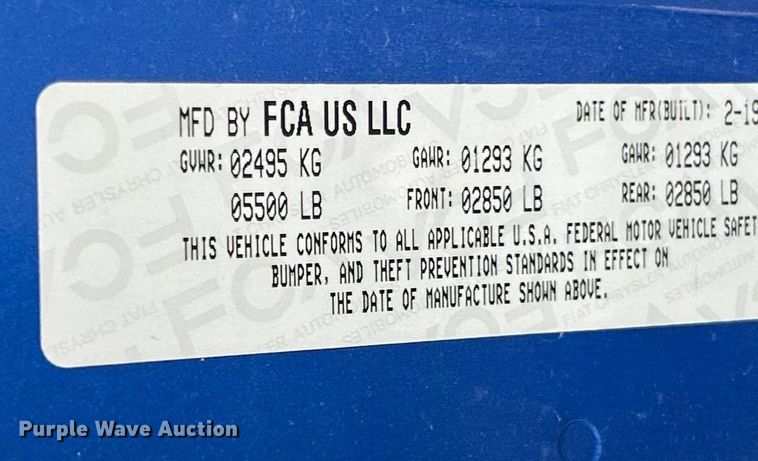 MFD BY FCA US LLC DATE OF MFR(BUILT): 2-19
GVWR: 02495 KG GAWR: 01293 KG GAWR: 01293 KG
05500 LB FRONT: 02850 LB REAR: 02850 LB
THIS VEHICLE CONFORMS TO ALL APPLICABLE U.S.A. FEDERAL MOTOR VEHICLE SAFET
BUMPER, AND THEFT PREVENTION STANDARDS IN EFFECT ON
THE DATE OF MANUFACTURE SHOWN ABOVE.
Purple Wave Auction